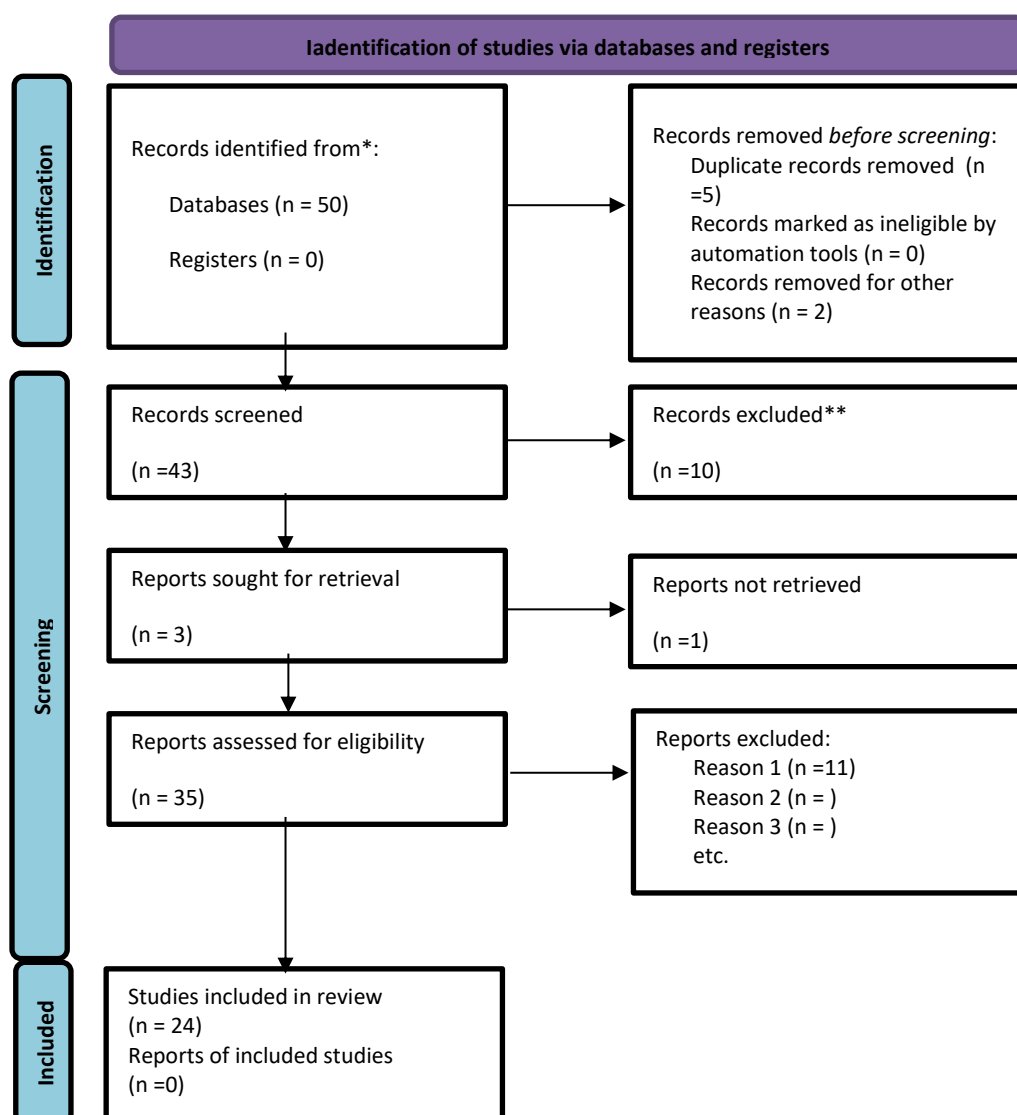 Iadentification of studies via databases and registers
Identification
Records identified from*:
Databases (n = 50)
Registers (n = 0)
Records removed before screening:
Duplicate records removed (n
=5)
Records marked as ineligible by
automation tools (n = 0)
Records removed for other
reasons (n = 2)
Screening
Records screened
(n =43)
Records excluded**
(n =10)
Reports sought for retrieval
(n = 3)
Reports not retrieved
(n =1)
Reports assessed for eligibility
(n = 35)
Reports excluded:
Reason 1 (n =11)
Reason 2 (n = )
Reason 3 (n = )
etc.
Included
Studies included in review
(n = 24)
Reports of included studies
(n =0)